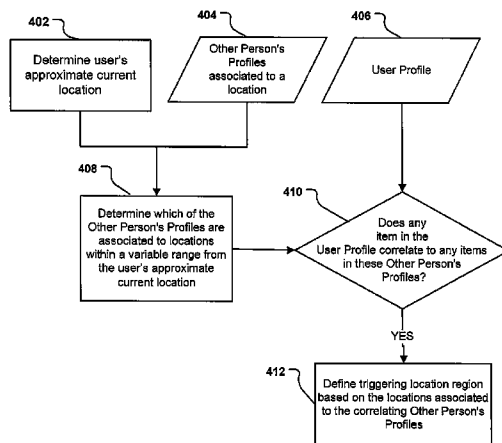 402
Determine user's
approximate current
location
404
Other Person's
Profiles
associated to a
location
406
User Profile
408
Determine which of the
Other Person's Profiles are
associated to locations
within a variable range from
the user's approximate
current location
410
Does any
item in the
User Profile correlate to any items
in these Other Person's
Profiles?
YES
412
Define triggering location region
based on the locations associated
to the correlating Other Person's
Profiles